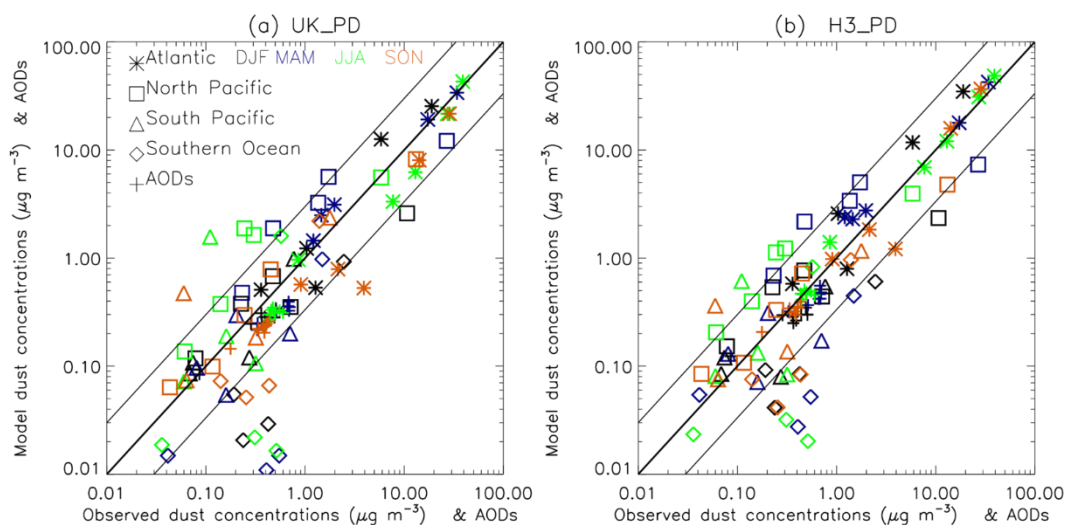 (a) UK_PD
Model dust concentrations (μg m⁻³) & AODs
100.00
10.00
1.00
0.10
0.01
Atlantic DJF MAM JJA SON
North Pacific
South Pacific
Southern Ocean
AODs
0.01 0.10 1.00 10.00 100.00
Observed dust concentrations (μg m⁻³) & AODs
(b) H3_PD
Model dust concentrations (μg m⁻³) & AODs
100.00
10.00
1.00
0.10
0.01
0.01 0.10 1.00 10.00 100.00
Observed dust concentrations (μg m⁻³) & AODs